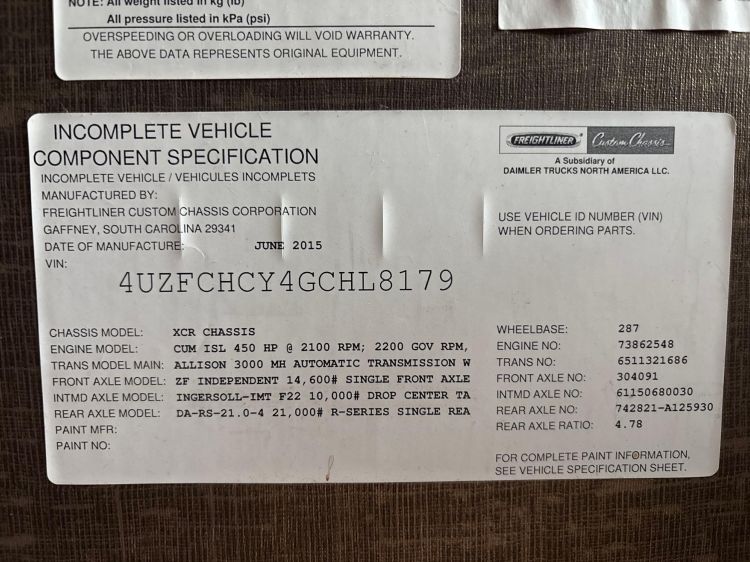 NOTE: All weight listed in kg (lb)
All pressure listed in kPa (psi)
OVERSPEEDING OR OVERLOADING WILL VOID WARRANTY.
THE ABOVE DATA REPRESENTS ORIGINAL EQUIPMENT.
INCOMPLETE VEHICLE
COMPONENT SPECIFICATION
INCOMPLETE VEHICLE / VEHICULES INCOMPLETS
MANUFACTURED BY:
FREIGHTLINER CUSTOM CHASSIS CORPORATION
GAFFNEY, SOUTH CAROLINA 29341
DATE OF MANUFACTURE: JUNE 2015
VIN:
4UZFCHCY4GCHL8179
FREIGHTLINER Custom Chassis
A Subsidiary of
DAIMLER TRUCKS NORTH AMERICA LLC.
USE VEHICLE ID NUMBER (VIN)
WHEN ORDERING PARTS.
CHASSIS MODEL: XCR CHASSIS
ENGINE MODEL: CUM ISL 450 HP @ 2100 RPM; 2200 GOV RPM,
TRANS MODEL MAIN: ALLISON 3000 MH AUTOMATIC TRANSMISSION W
FRONT AXLE MODEL: ZF INDEPENDENT 14,600# SINGLE FRONT AXLE
INTMD AXLE MODEL: INGERSOLL-IMT F22 10,000# DROP CENTER TA
REAR AXLE MODEL: DA-RS-21.0-4 21,000# R-SERIES SINGLE REA
PAINT MFR:
PAINT NO:
WHEELBASE: 287
ENGINE NO: 73862548
TRANS NO: 6511321686
FRONT AXLE NO: 304091
INTMD AXLE NO: 61150680030
REAR AXLE NO: 742821-A125930
REAR AXLE RATIO: 4.78
FOR COMPLETE PAINT INFORMATION,
SEE VEHICLE SPECIFICATION SHEET.